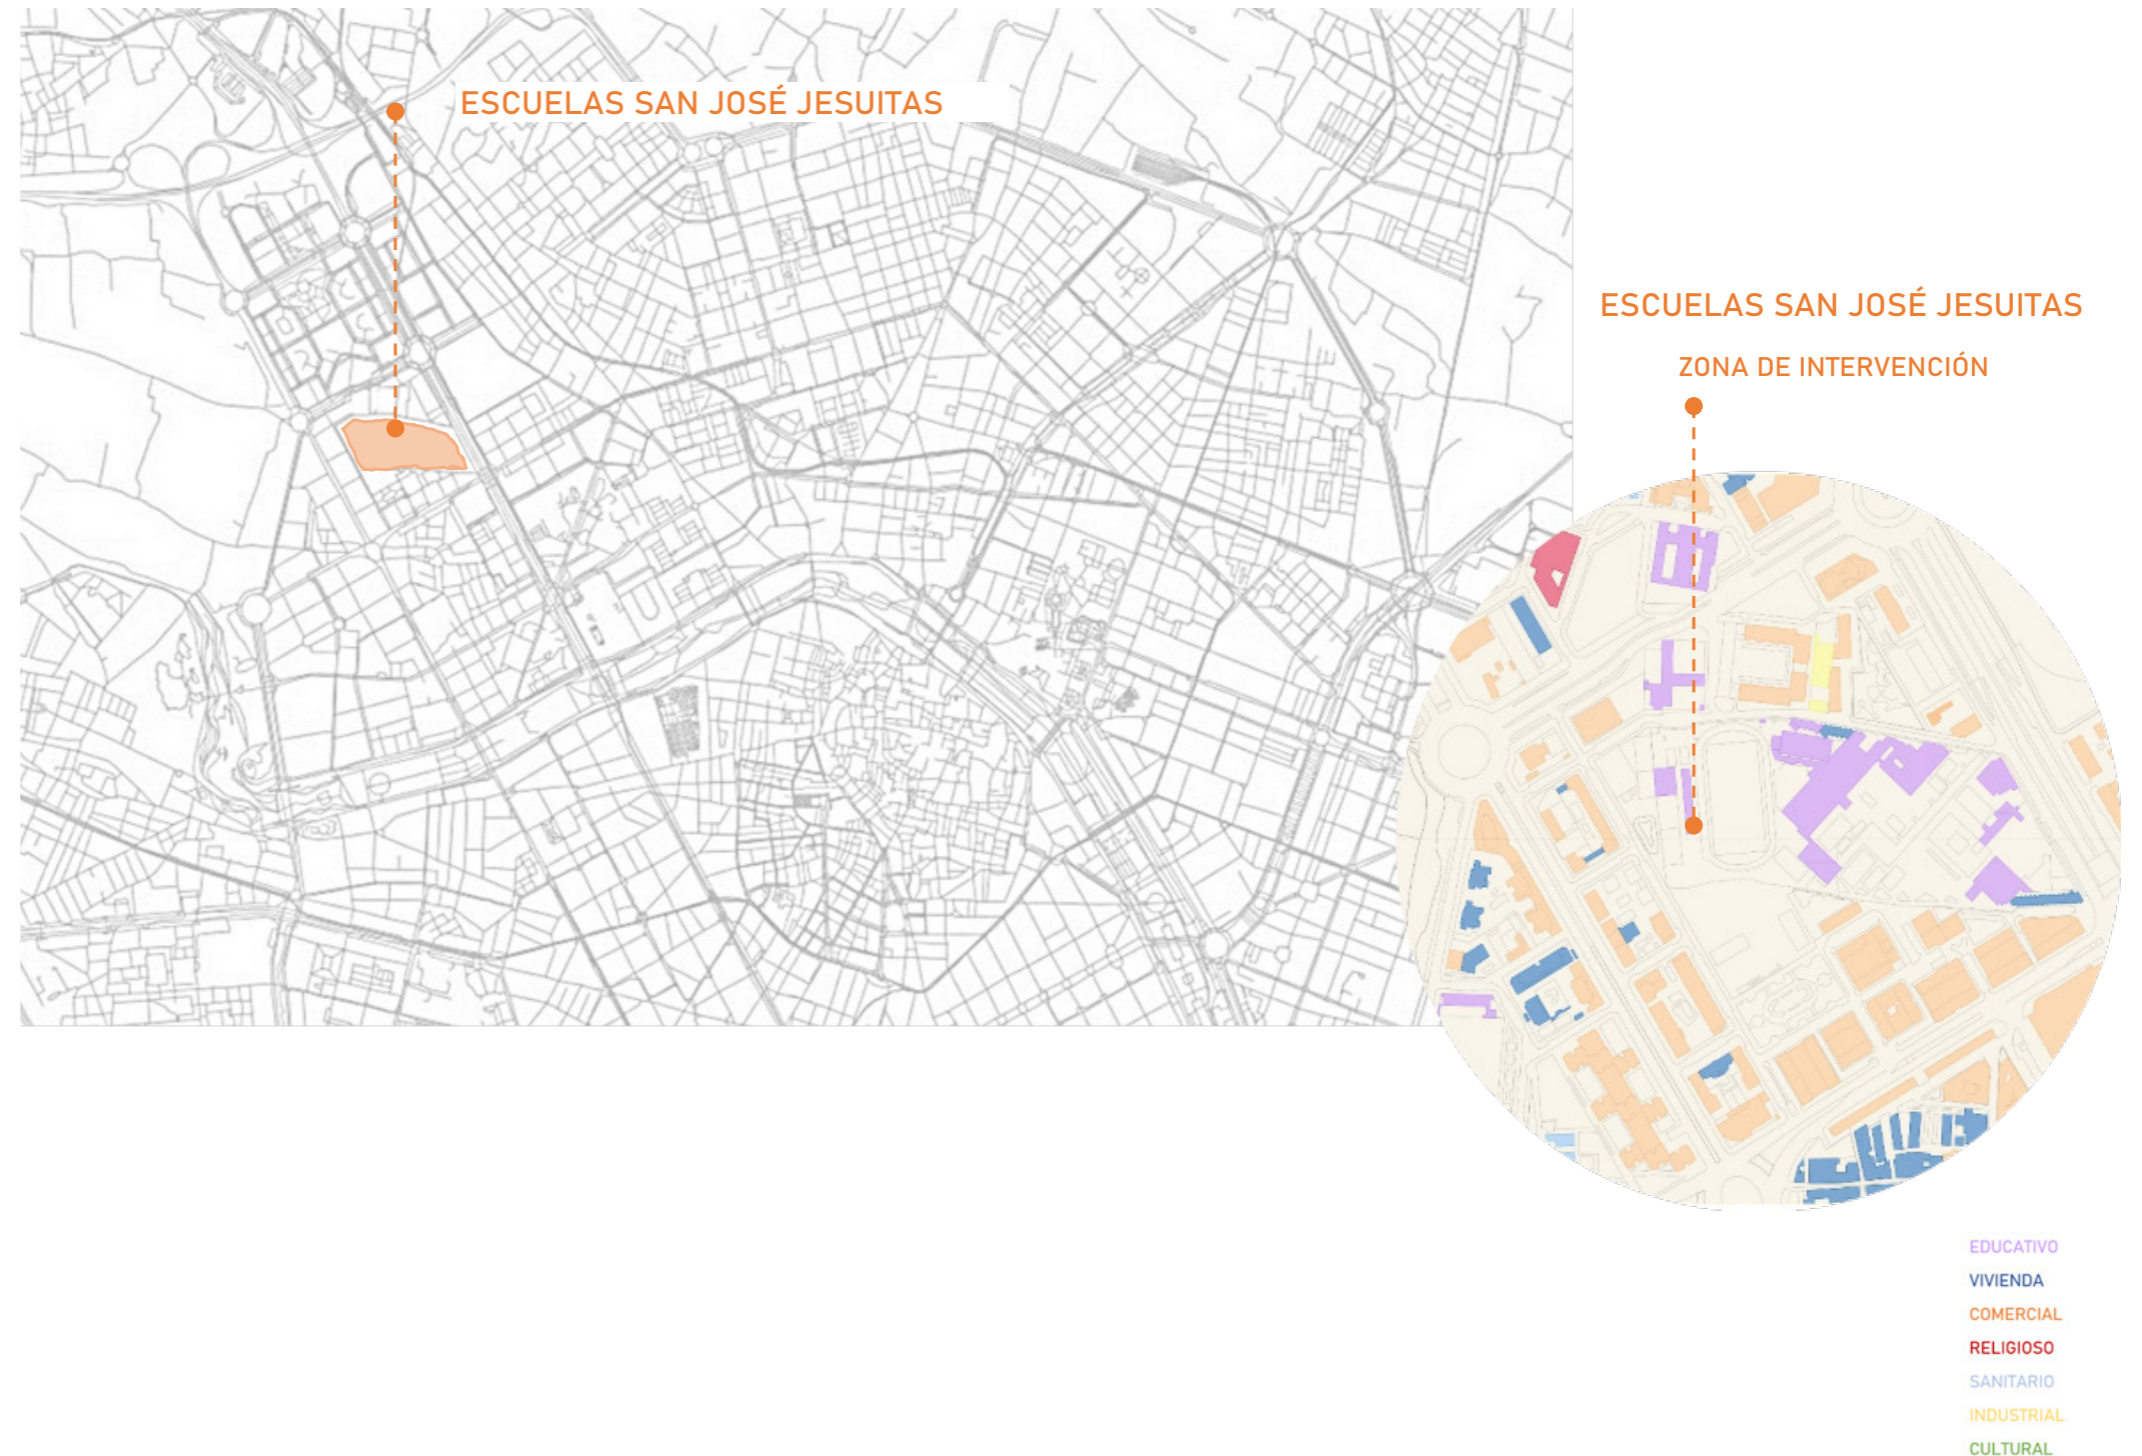 ESCUELAS SAN JOSÉ JESUITAS
ESCUELAS SAN JOSÉ JESUITAS
ZONA DE INTERVENCIÓN
EDUCATIVO
VIVIENDA
COMERCIAL
RELIGIOSO
SANITARIO
INDUSTRIAL
CULTURAL